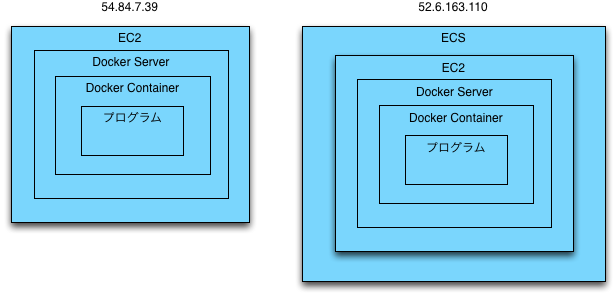 54.84.7.39
EC2
Docker Server
Docker Container
プログラム
52.6.163.110
ECS
EC2
Docker Server
Docker Container
プログラム